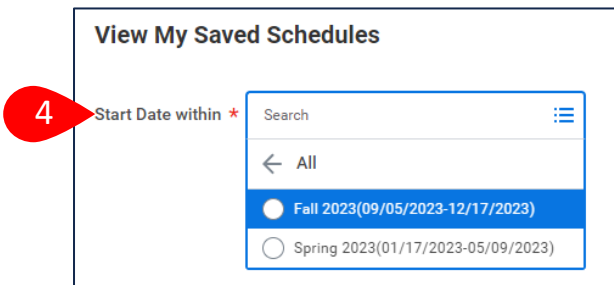 View My Saved Schedules
4
Start Date within *
Search
All
Fall 2023(09/05/2023-12/17/2023)
Spring 2023(01/17/2023-05/09/2023)